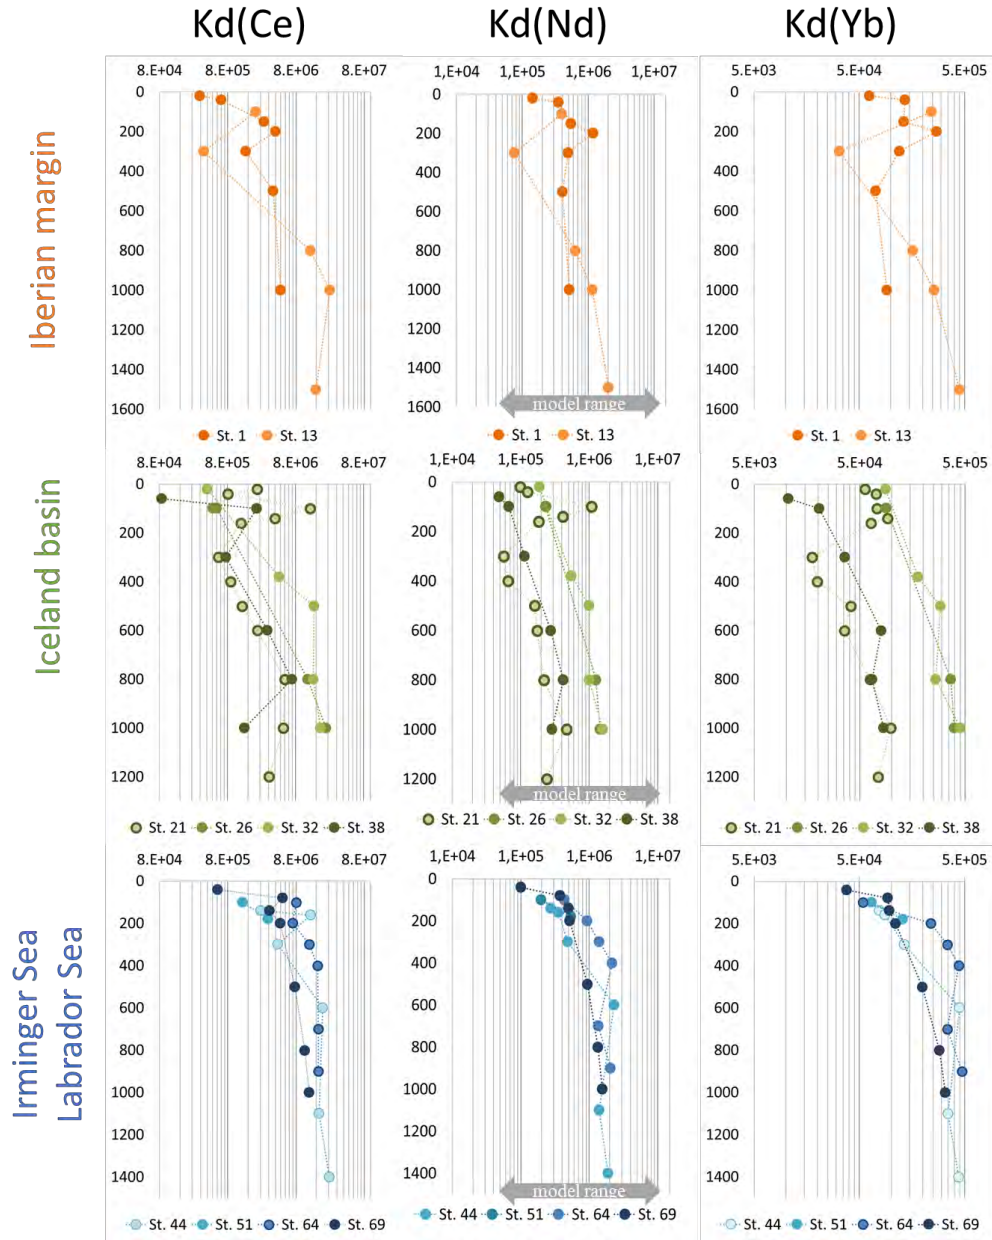 Kd(Ce) Kd(Nd) Kd(Yb)
Iberian margin
8.E+04 8.E+05 8.E+06 8.E+07
0
200
400
600
800
1000
1200
1400
1600
St. 1 St. 13
1,E+04 1,E+05 1,E+06 1,E+07
0
200
400
600
800
1000
1200
1400
1600
model range
St. 1 St. 13
5.E+03 5.E+04 5.E+05
0
200
400
600
800
1000
1200
1400
1600
St. 1 St. 13
Iceland basin
8.E+04 8.E+05 8.E+06 8.E+07
0
200
400
600
800
1000
1200
St. 21 St. 26 St. 32 St. 38
1,E+04 1,E+05 1,E+06 1,E+07
0
200
400
600
800
1000
1200
model range
St. 21 St. 26 St. 32 St. 38
5.E+03 5.E+04 5.E+05
0
200
400
600
800
1000
1200
St. 21 St. 26 St. 32 St. 38
Irminger Sea
Labrador Sea
8.E+04 8.E+05 8.E+06 8.E+07
0
200
400
600
800
1000
1200
1400
St. 44 St. 51 St. 64 St. 69
1,E+04 1,E+05 1,E+06 1,E+07
0
200
400
600
800
1000
1200
1400
model range
St. 44 St. 51 St. 64 St. 69
5.E+03 5.E+04 5.E+05
0
200
400
600
800
1000
1200
1400
St. 44 St. 51 St. 64 St. 69